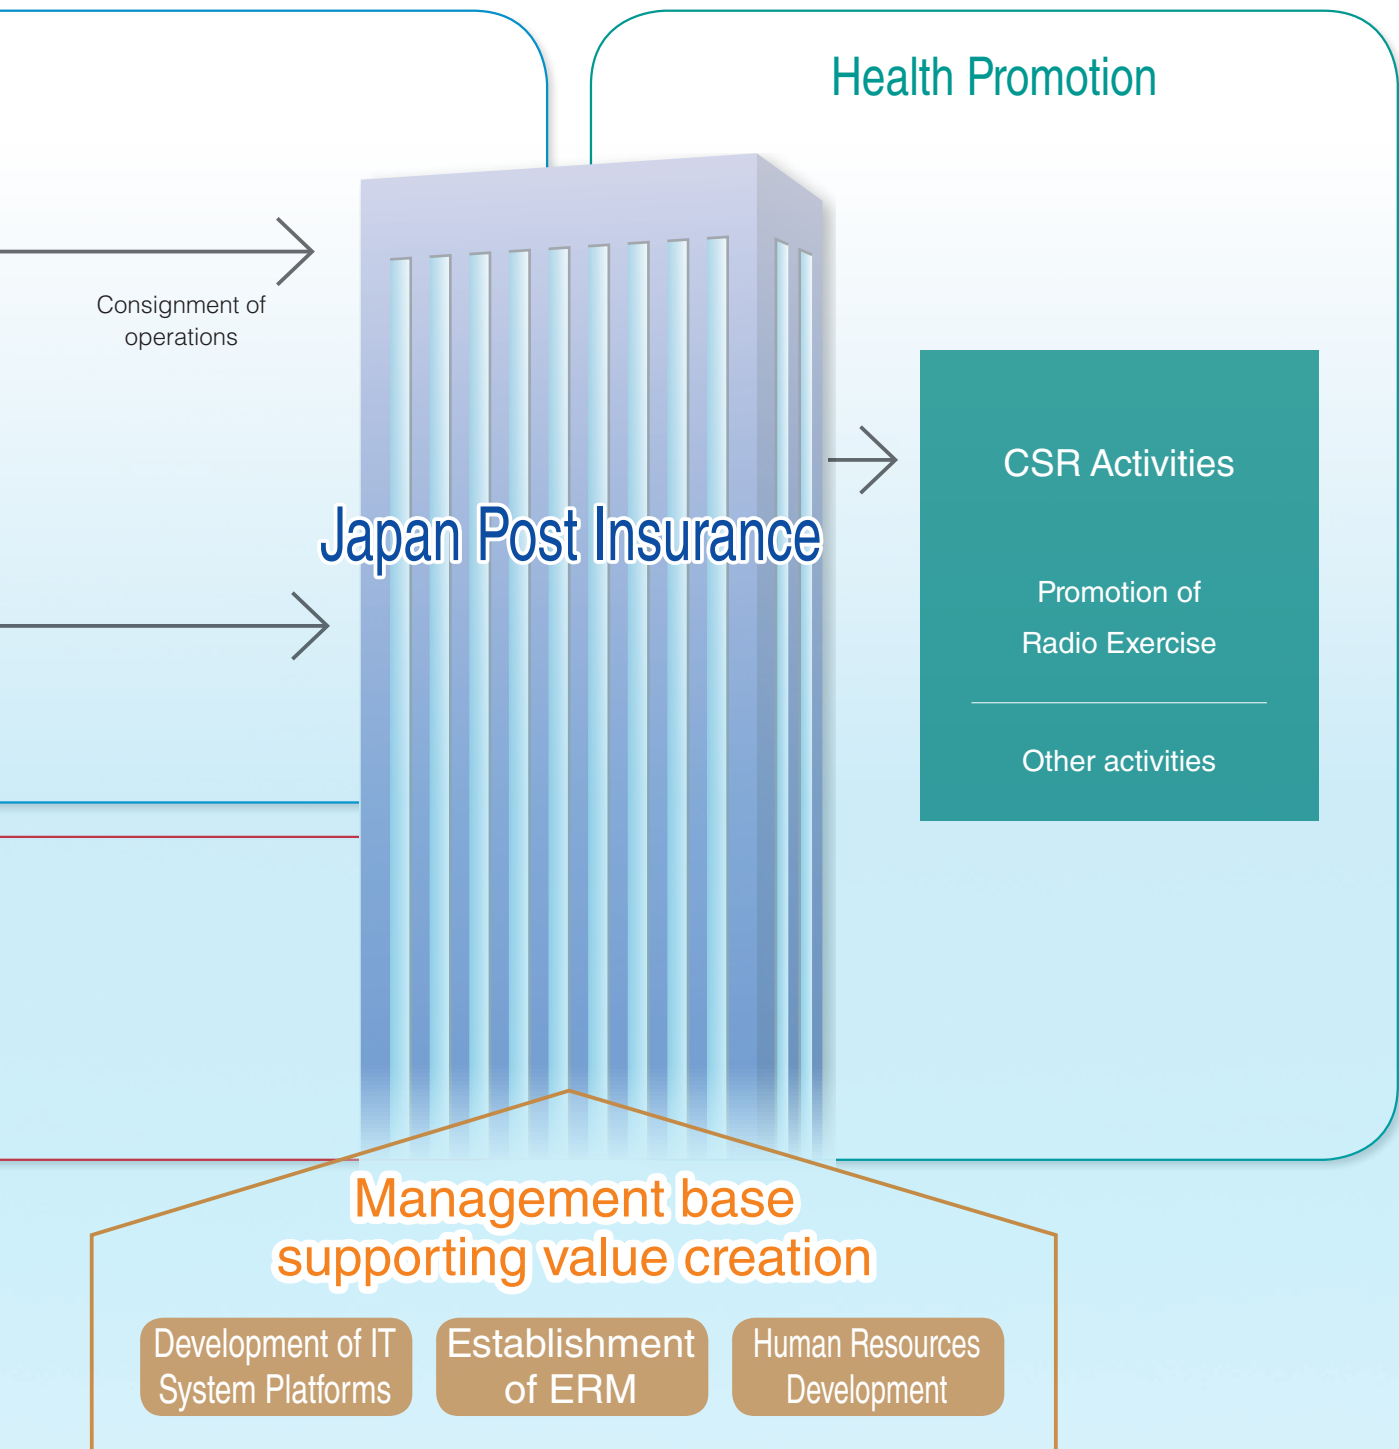 Health Promotion
Consignment of
operations
Japan Post Insurance
CSR Activities
Promotion of
Radio Exercise
Other activities
Management base
supporting value creation
Development of IT
System Platforms
Establishment
of ERM
Human Resources
Development